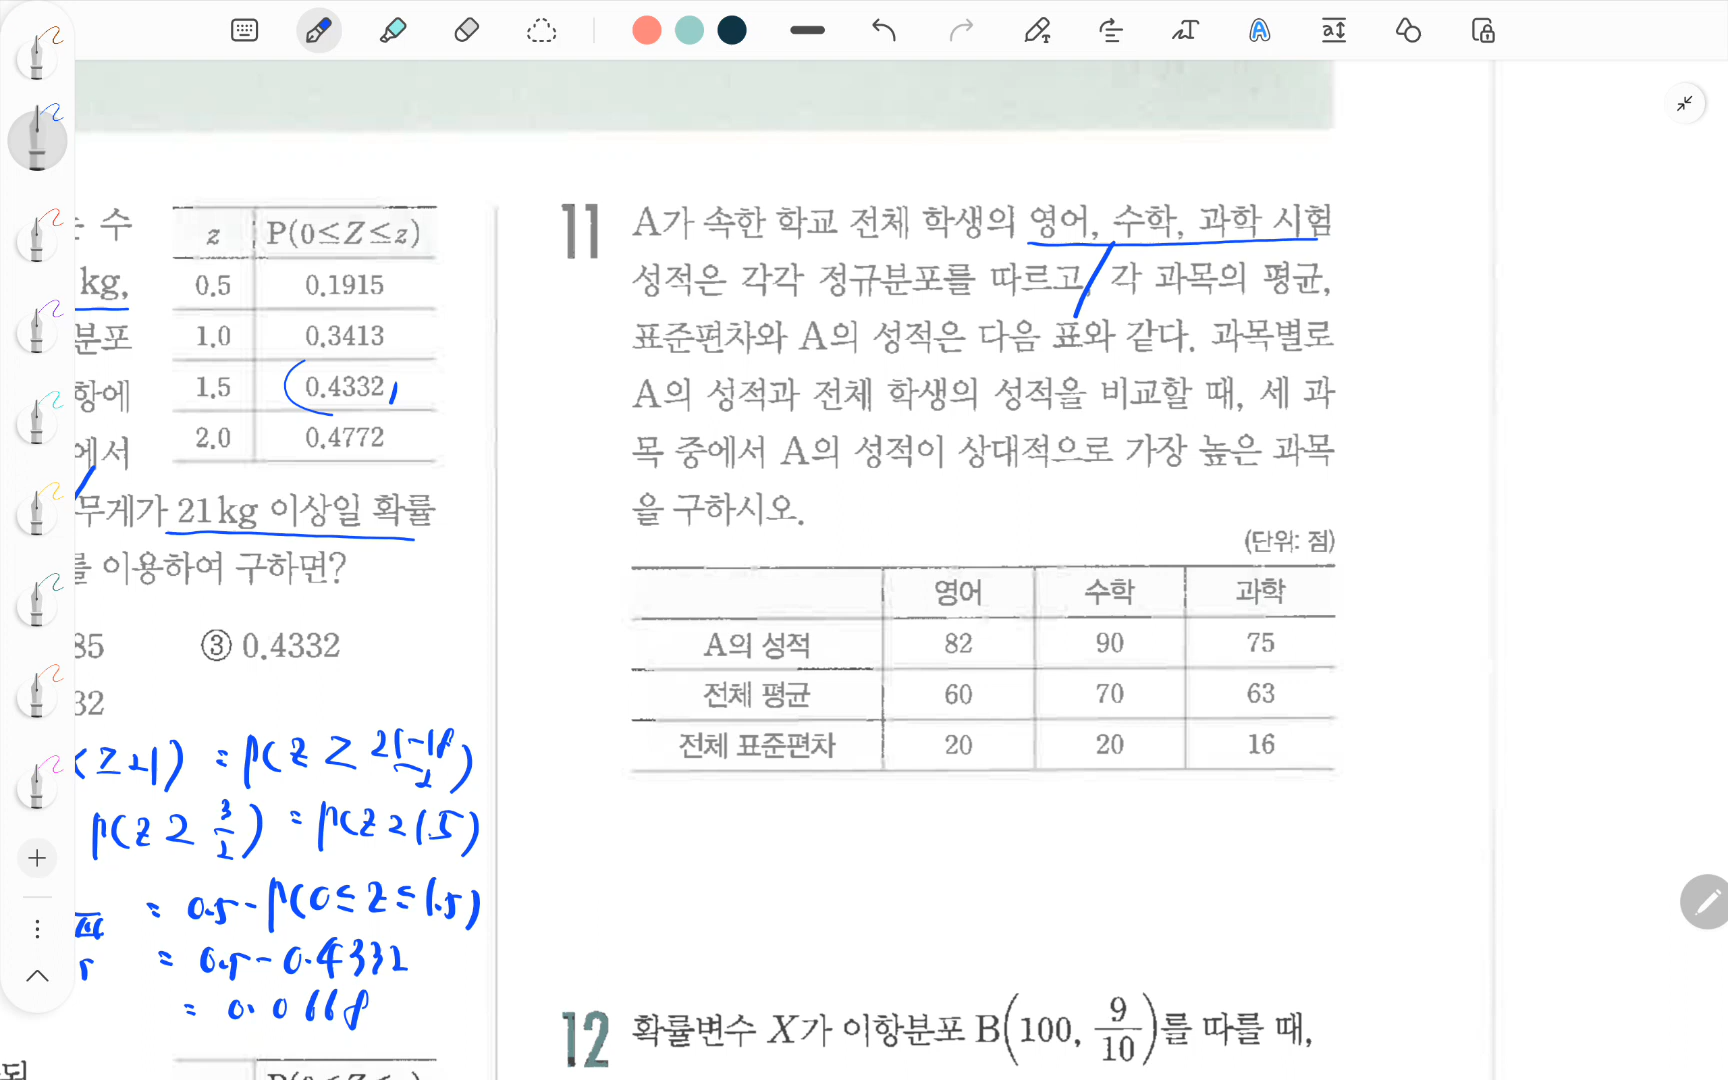 수
kg,
분포
항에
에서
z P(0≤Z≤z)
0.5 0.1915
1.0 0.3413
1.5 0.4332
2.0 0.4772
무게가 21kg 이상일 확률
를 이용하여 구하면?
85 ③ 0.4332
32
= P(Z ≥ (21-18)/2)
P(Z ≥ 3/2) = P(Z ≥ 1.5)
= 0.5 - P(0 ≤ Z ≤ 1.5)
= 0.5 - 0.4332
= 0.0668
P(0≤Z≤z)
11 A가 속한 학교 전체 학생의 영어, 수학, 과학 시험
성적은 각각 정규분포를 따르고, 각 과목의 평균,
표준편차와 A의 성적은 다음 표와 같다. 과목별로
A의 성적과 전체 학생의 성적을 비교할 때, 세 과
목 중에서 A의 성적이 상대적으로 가장 높은 과목
을 구하시오.
(단위: 점)
영어 수학 과학
A의 성적 82 90 75
전체 평균 60 70 63
전체 표준편차 20 20 16
12 확률변수 X가 이항분포 B(100, 9/10)를 따를 때,